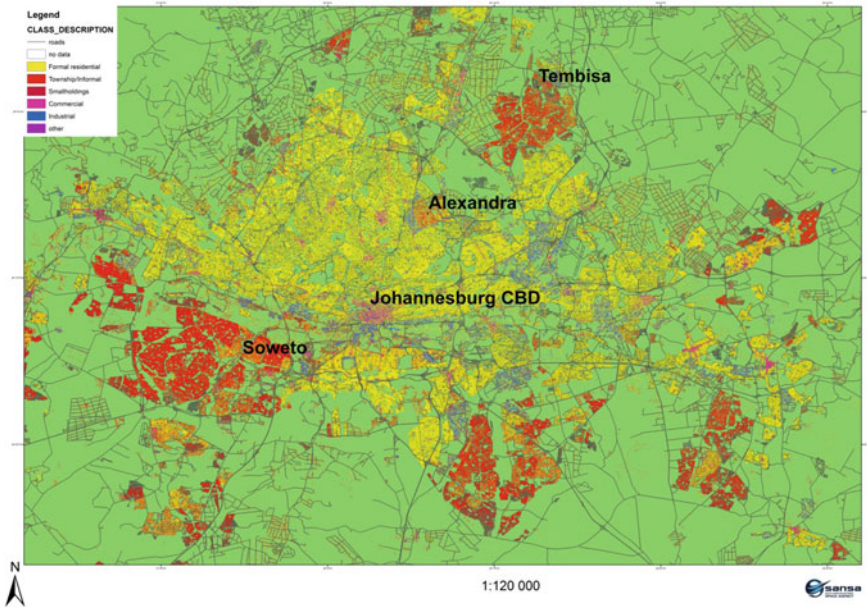 Legend
CLASS_DESCRIPTION
roads
no data
Formal residential
Township/Informal
Smallholdings
Commercial
Industrial
other
Tembisa
Alexandra
Johannesburg CBD
Soweto
N
1:120 000
sansa